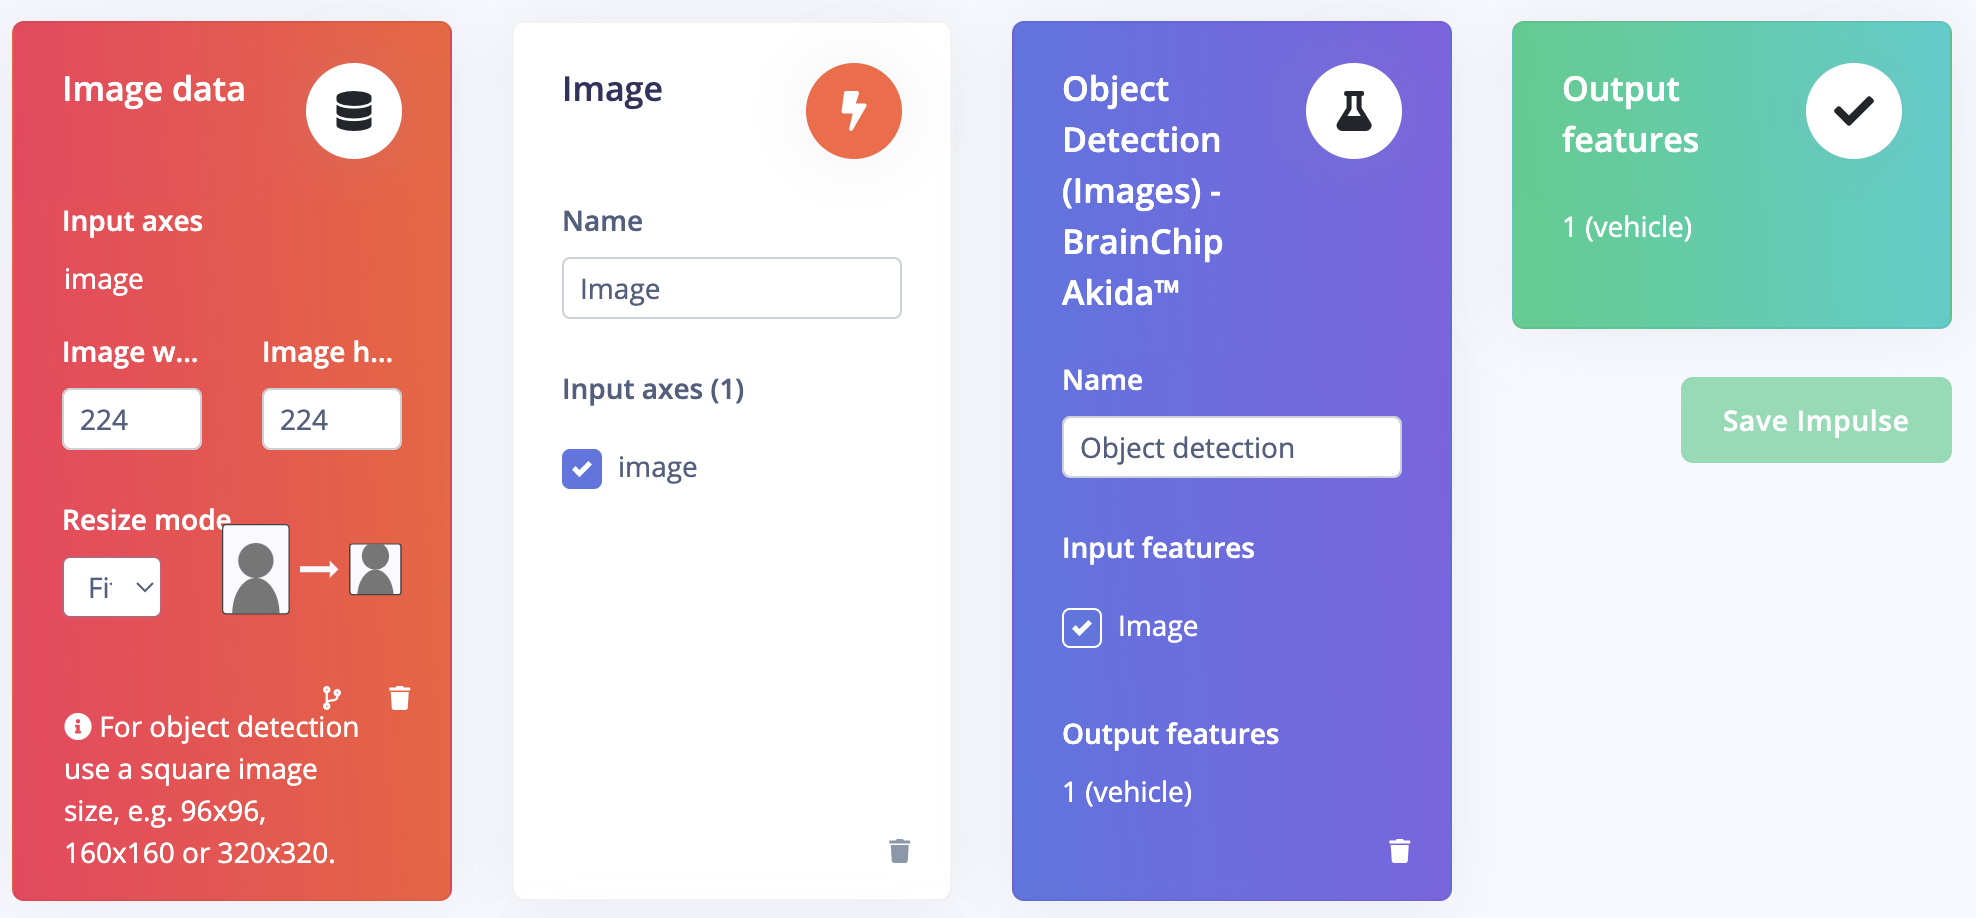 Image data
Input axes
image
Image w...
Image h...
224
224
Resize mode
For object detection
use a square image
size, e.g. 96x96,
160x160 or 320x320.
Image
Name
Image
Input axes (1)
image
Object
Detection
(Images) -
BrainChip
Akida™
Name
Object detection
Input features
Image
Output features
1 (vehicle)
Output
features
1 (vehicle)
Save Impulse